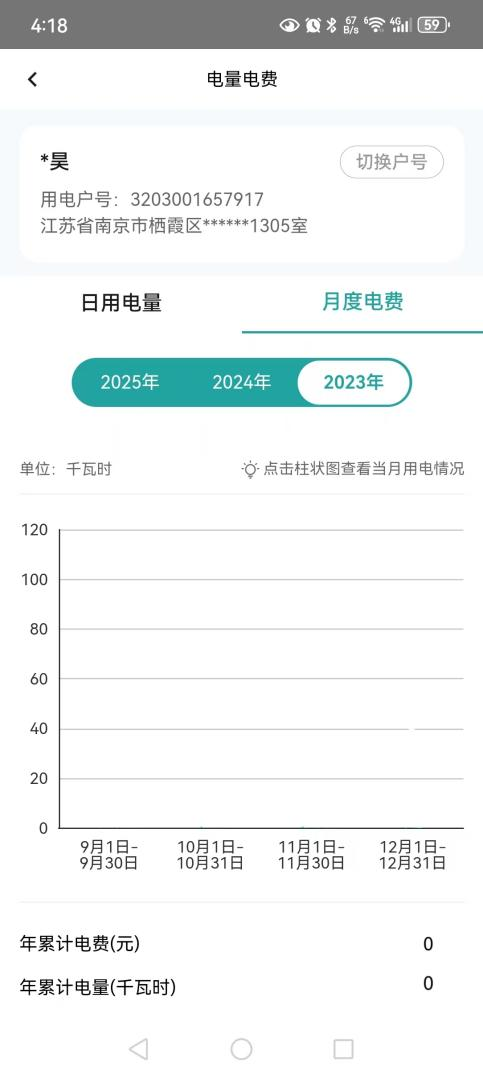 4:18
67 B/s 6 4G 59
电量电费
*昊
切换户号
用电户号：3203001657917
江苏省南京市栖霞区******1305室
日用电量
月度电费
2025年
2024年
2023年
单位：千瓦时
点击柱状图查看当月用电情况
120
100
80
60
40
20
0
9月1日-
9月30日
10月1日-
10月31日
11月1日-
11月30日
12月1日-
12月31日
年累计电费(元)
0
年累计电量(千瓦时)
0